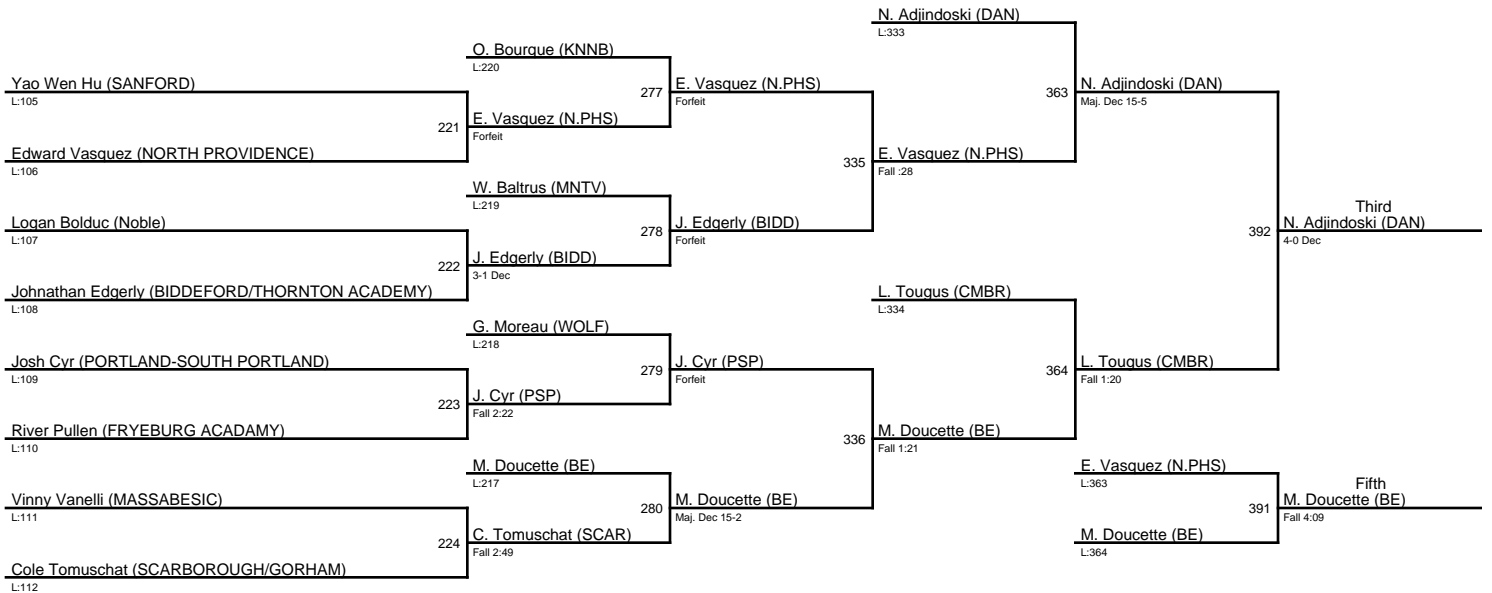 N. Adjindoski (DAN)
L:333
O. Bourque (KNNB)
L:220
Yao Wen Hu (SANFORD)
L:105
277
E. Vasquez (N.PHS)
Forfeit
363
N. Adjindoski (DAN)
Maj. Dec 15-5
221
E. Vasquez (N.PHS)
Forfeit
Edward Vasquez (NORTH PROVIDENCE)
L:106
335
E. Vasquez (N.PHS)
Fall :28
W. Baltrus (MNTV)
L:219
Logan Bolduc (Noble)
L:107
278
J. Edgerly (BIDD)
Forfeit
392
Third
N. Adjindoski (DAN)
4-0 Dec
222
J. Edgerly (BIDD)
3-1 Dec
Johnathan Edgerly (BIDDEFORD/THORNTON ACADEMY)
L:108
L. Tougus (CMBR)
L:334
G. Moreau (WOLF)
L:218
Josh Cyr (PORTLAND-SOUTH PORTLAND)
L:109
279
J. Cyr (PSP)
Forfeit
364
L. Tougus (CMBR)
Fall 1:20
223
J. Cyr (PSP)
Fall 2:22
River Pullen (FRYEBURG ACADAMY)
L:110
336
M. Doucette (BE)
Fall 1:21
M. Doucette (BE)
L:217
E. Vasquez (N.PHS)
L:363
Vinny Vanelli (MASSABESIC)
L:111
280
M. Doucette (BE)
Maj. Dec 15-2
391
Fifth
M. Doucette (BE)
Fall 4:09
224
C. Tomuschat (SCAR)
Fall 2:49
M. Doucette (BE)
L:364
Cole Tomuschat (SCARBOROUGH/GORHAM)
L:112